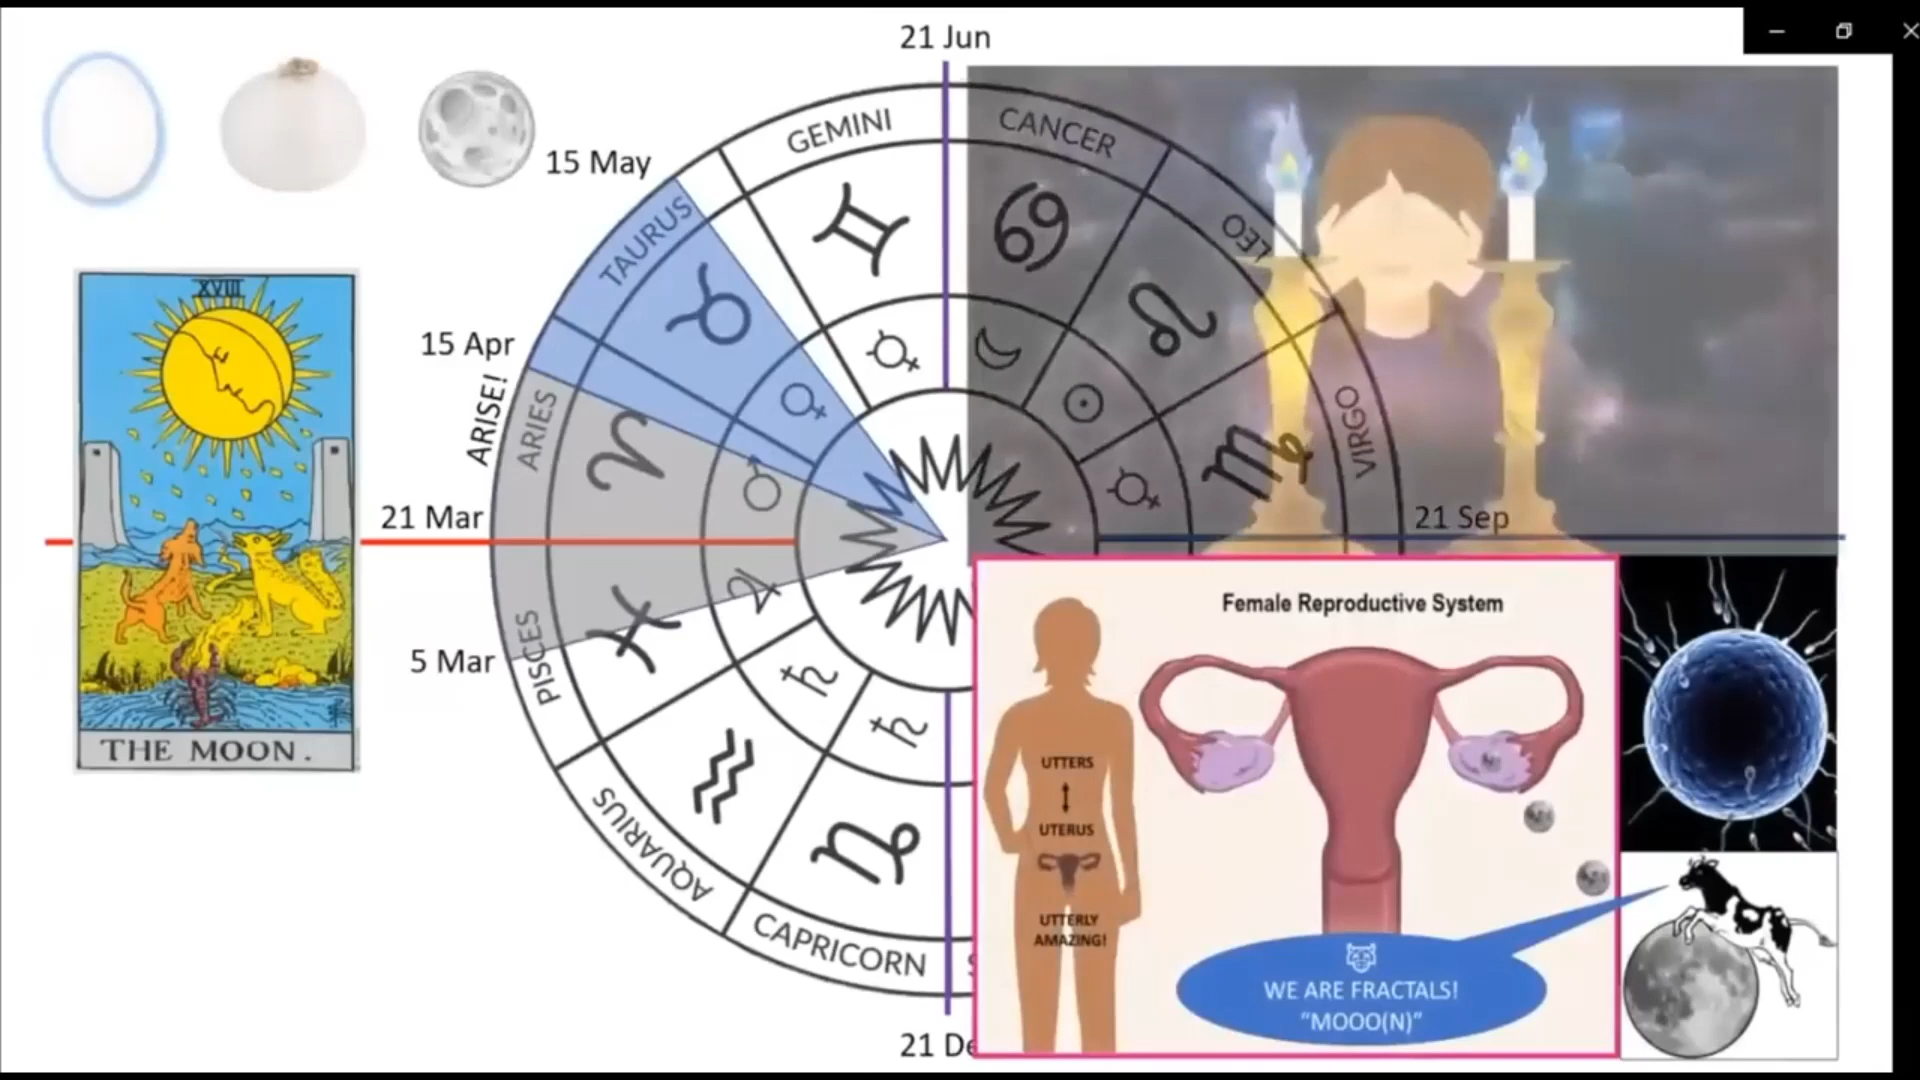 21 Jun
GEMINI
CANCER
15 May
TAURUS
LEO
XVIII
15 Apr
ARISE!
ARIES
VIRGO
21 Mar
21 Sep
5 Mar
PISCES
THE MOON.
AQUARIUS
CAPRICORN
S
21 De
Female Reproductive System
UTTERS
UTERUS
UTTERLY
AMAZING!
WE ARE FRACTALS!
"MOOO(N)"